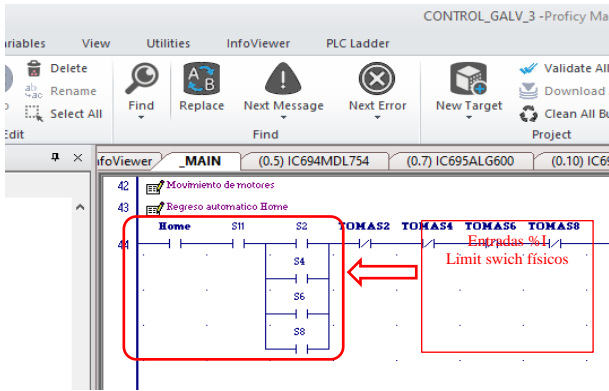 CONTROL_GALV_3 - Proficy Ma
ariables View Utilities InfoViewer PLC Ladder
Delete
Rename
Select All
Find
Replace
Next Message
Next Error
New Target
Validate All
Download
Clean All Bu
Edit Find Project
nfoViewer _MAIN (0.5) IC694MDL754 (0.7) IC695ALG600 (0.10) IC69
42 Movimiento de motores
43 Regreso automatico Home
Home S11 S2 TOMAS2 TOMAS4 TOMAS6 TOMAS8
44
Entradas %I
S4
Limit swich físicos
S6
S8